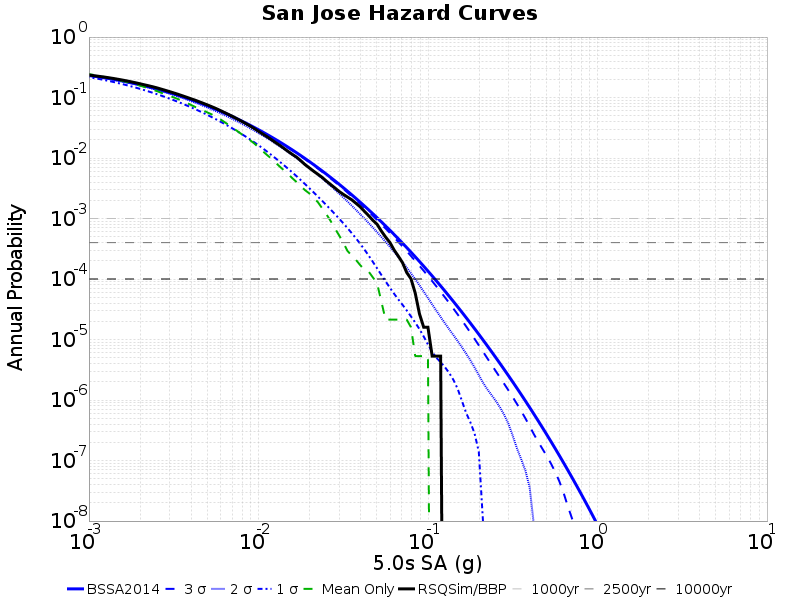 San Jose Hazard Curves
10^0
10^-1
10^-2
10^-3
10^-4
10^-5
10^-6
10^-7
10^-8
Annual Probability
10^-3 10^-2 10^-1 10^0 10^1
5.0s SA (g)
BSSA2014 3 σ 2 σ 1 σ Mean Only RSQSim/BBP 1000yr 2500yr 10000yr